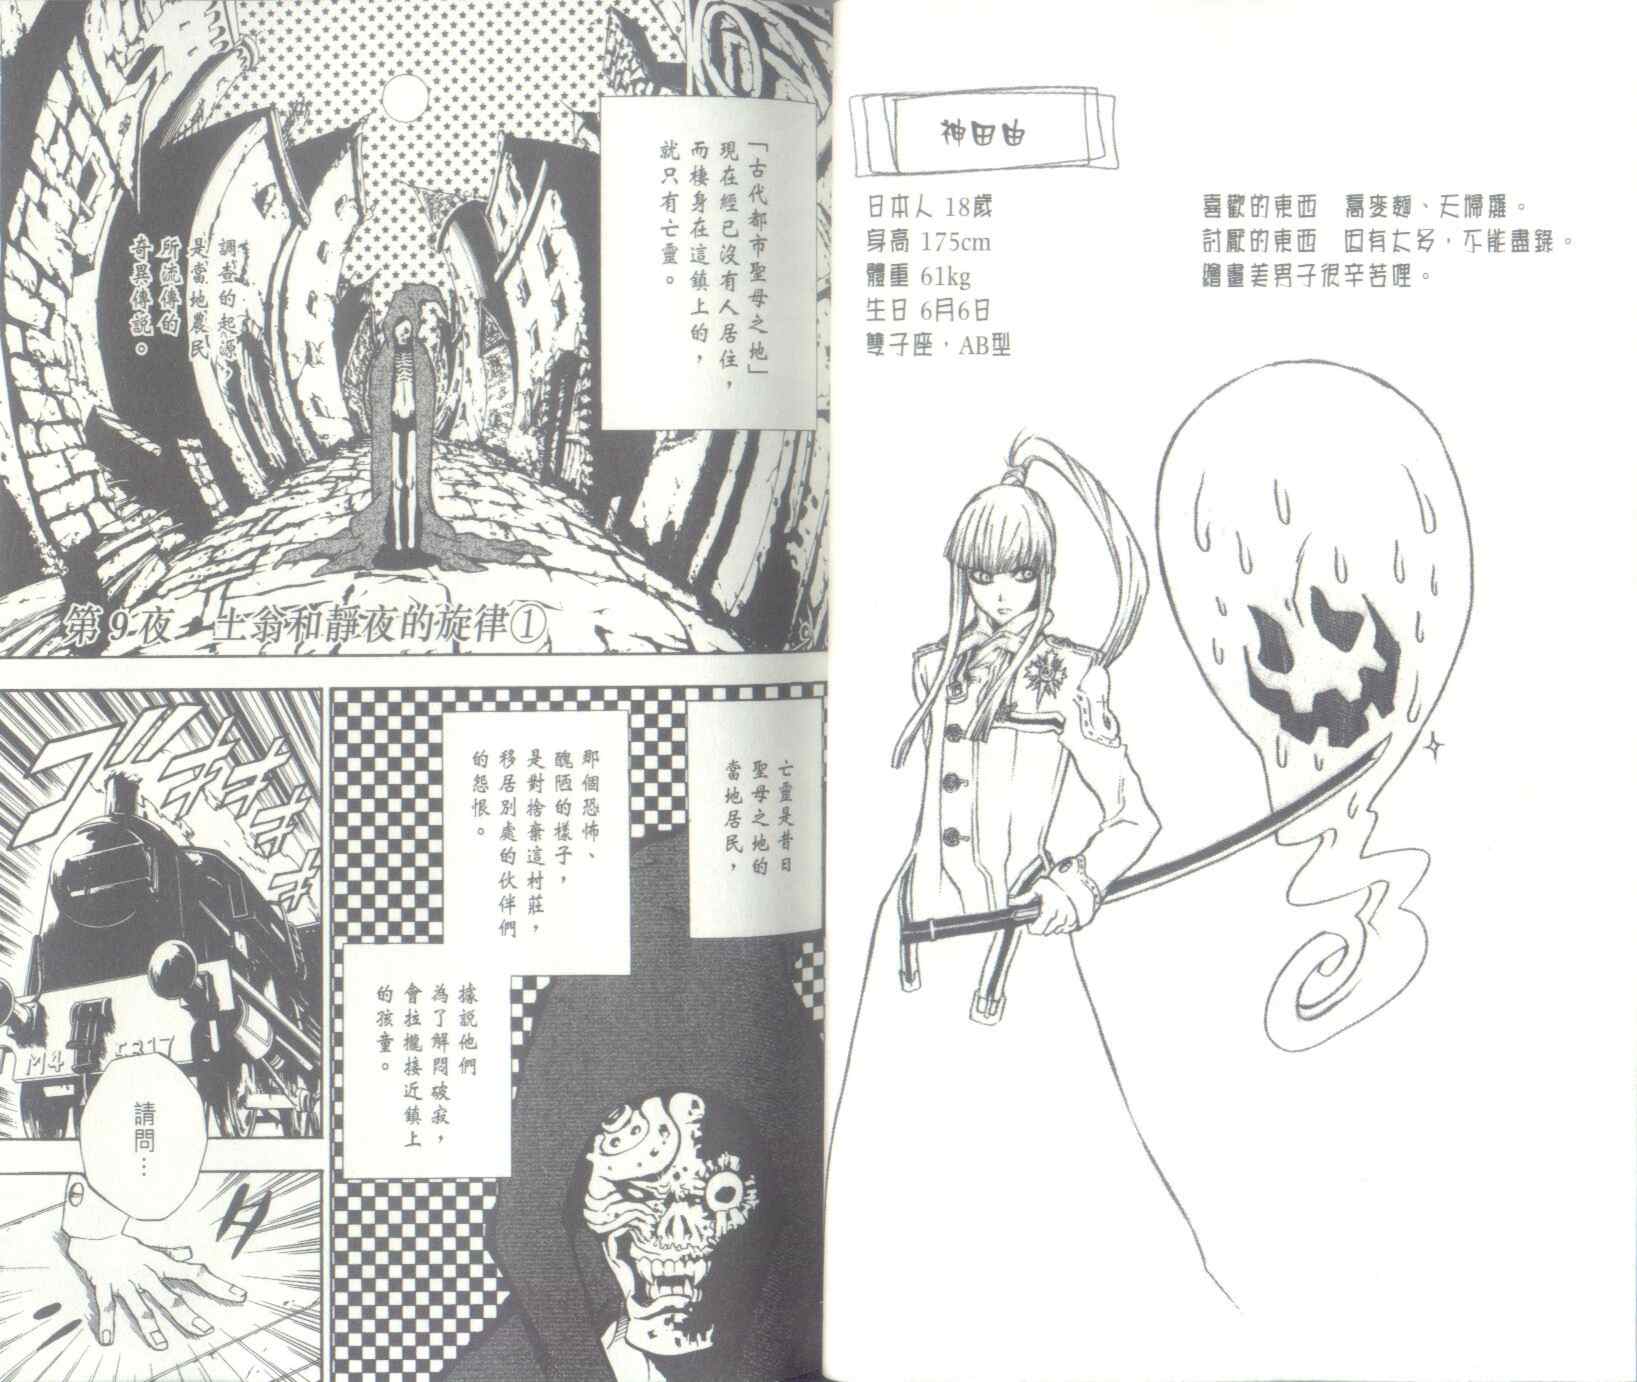 神田由
日本人 18歲
身高 175cm
體重 61kg
生日 6月6日
雙子座，AB型
喜歡的東西　蕎麥麵、天婦羅。
討厭的東西　因有太多，不能盡錄。
繪畫美男子很辛苦哩。
「古代都市聖母之地」
現在經已沒有人居住，
而棲身在這鎮上的，
就只有亡靈。
調查的起源，
是當地農民
所流傳的
奇異傳說。
第9夜　土翁和靜夜的旋律①
亡靈是昔日
聖母之地的
當地居民，
那個恐怖、
醜陋的樣子，
是對捨棄這村莊，
移居別處的伙伴們
的怨恨。
據說他們
為了解悶破寂，
會拉攏接近鎮上
的孩童。
ブオオオオ
M4
5317
請問…